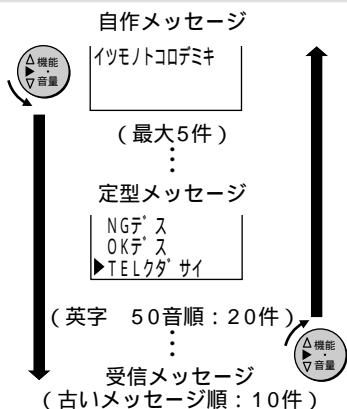 自作メッセージ
△機能
▶・
▽音量
イツモノトコロデミキ
(最大5件)
定型メッセージ
NGデス
OKデス
▶TELクダサイ
(英字 50音順:20件)
△機能
▶・
▽音量
受信メッセージ
(古いメッセージ順:10件)